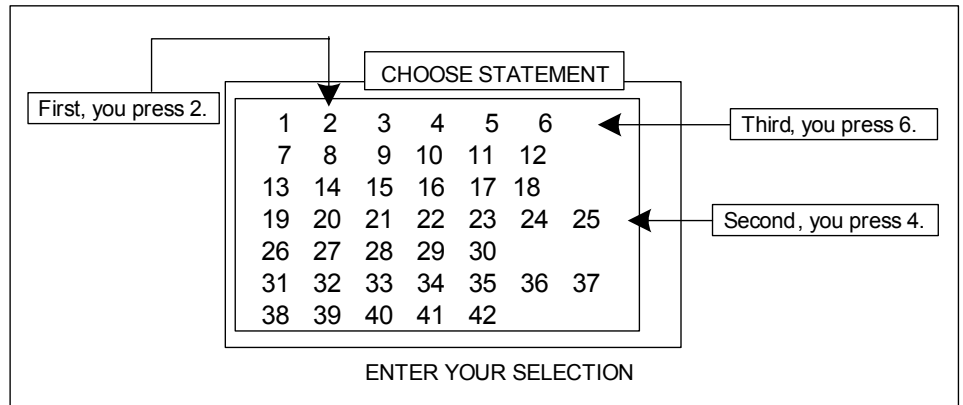 CHOOSE STATEMENT
First, you press 2.
1 2 3 4 5 6
Third, you press 6.
7 8 9 10 11 12
13 14 15 16 17 18
19 20 21 22 23 24 25
Second, you press 4.
26 27 28 29 30
31 32 33 34 35 36 37
38 39 40 41 42
ENTER YOUR SELECTION